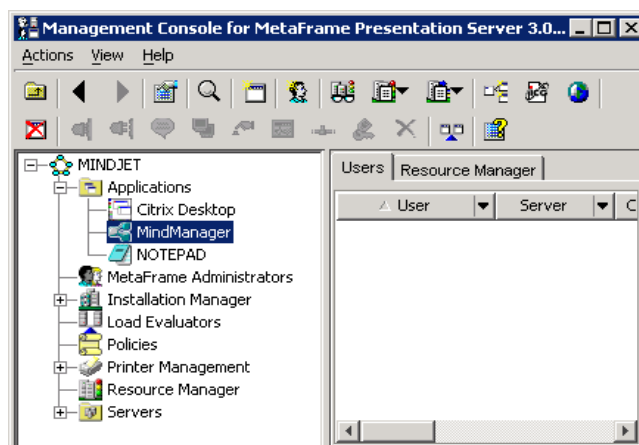 Management Console for MetaFrame Presentation Server 3.0...
Actions View Help
MINDJET
Applications
Citrix Desktop
MindManager
NOTEPAD
MetaFrame Administrators
Installation Manager
Load Evaluators
Policies
Printer Management
Resource Manager
Servers
Users Resource Manager
User Server C